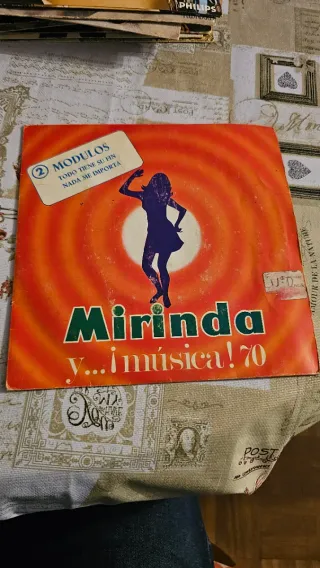 PHILIPS
2 MODULOS
TODO TIENE SU FIN
NADA ME IMPORTA
Mirinda
y...¡música! 70
POST